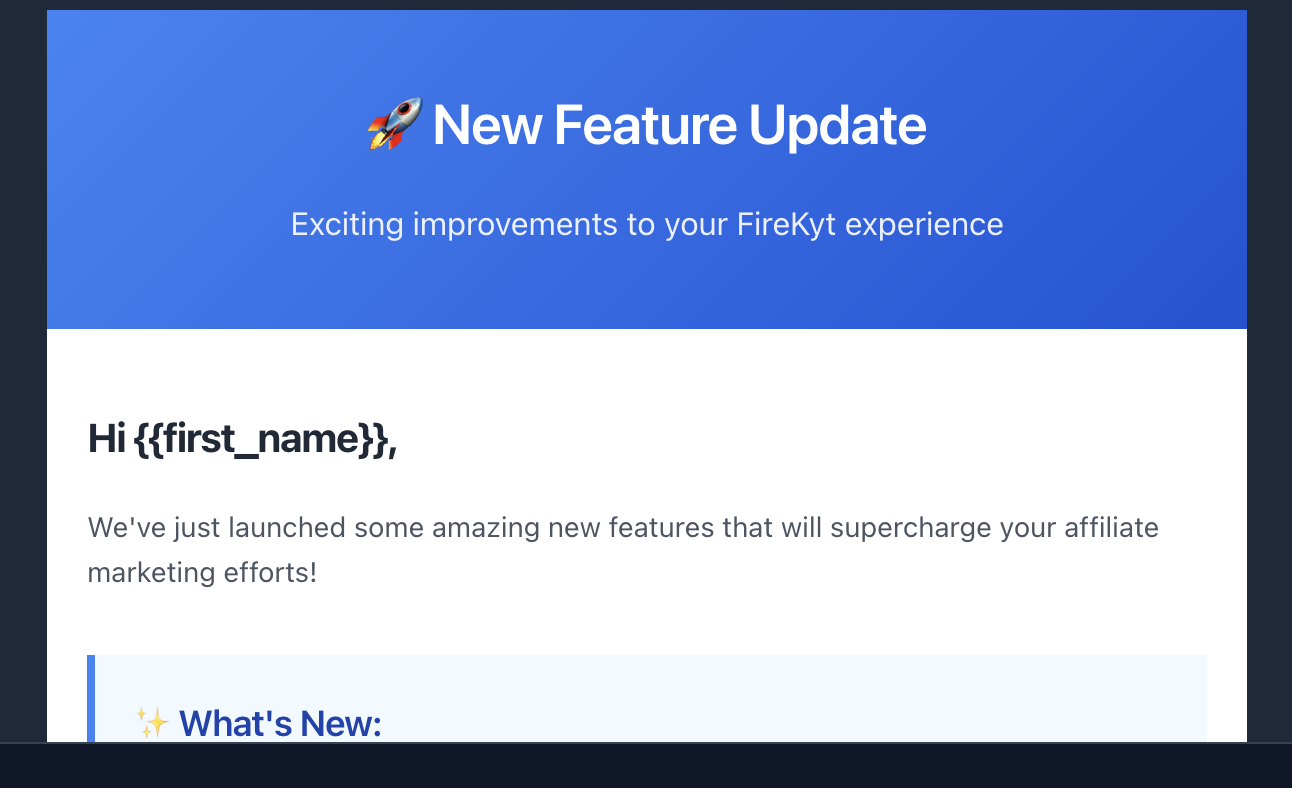 🚀 New Feature Update
Exciting improvements to your FireKyt experience
Hi {{first_name}},
We've just launched some amazing new features that will supercharge your affiliate
marketing efforts!
✨ What's New: